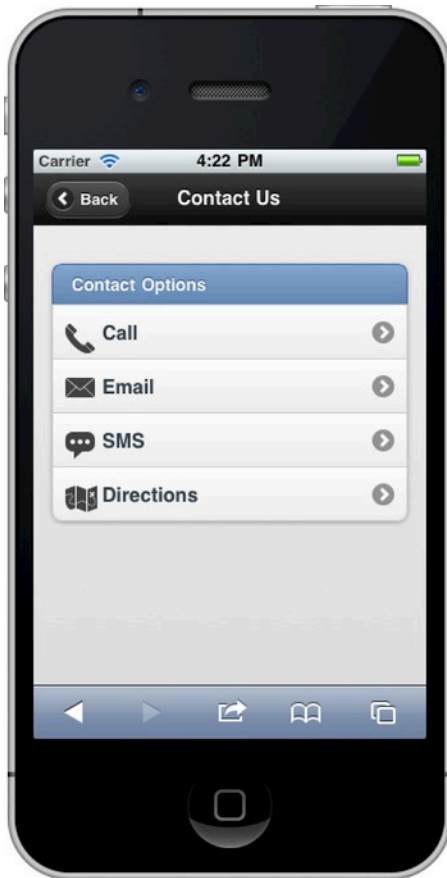 Carrier 4:22 PM
Back Contact Us
Contact Options
Call
Email
SMS
Directions